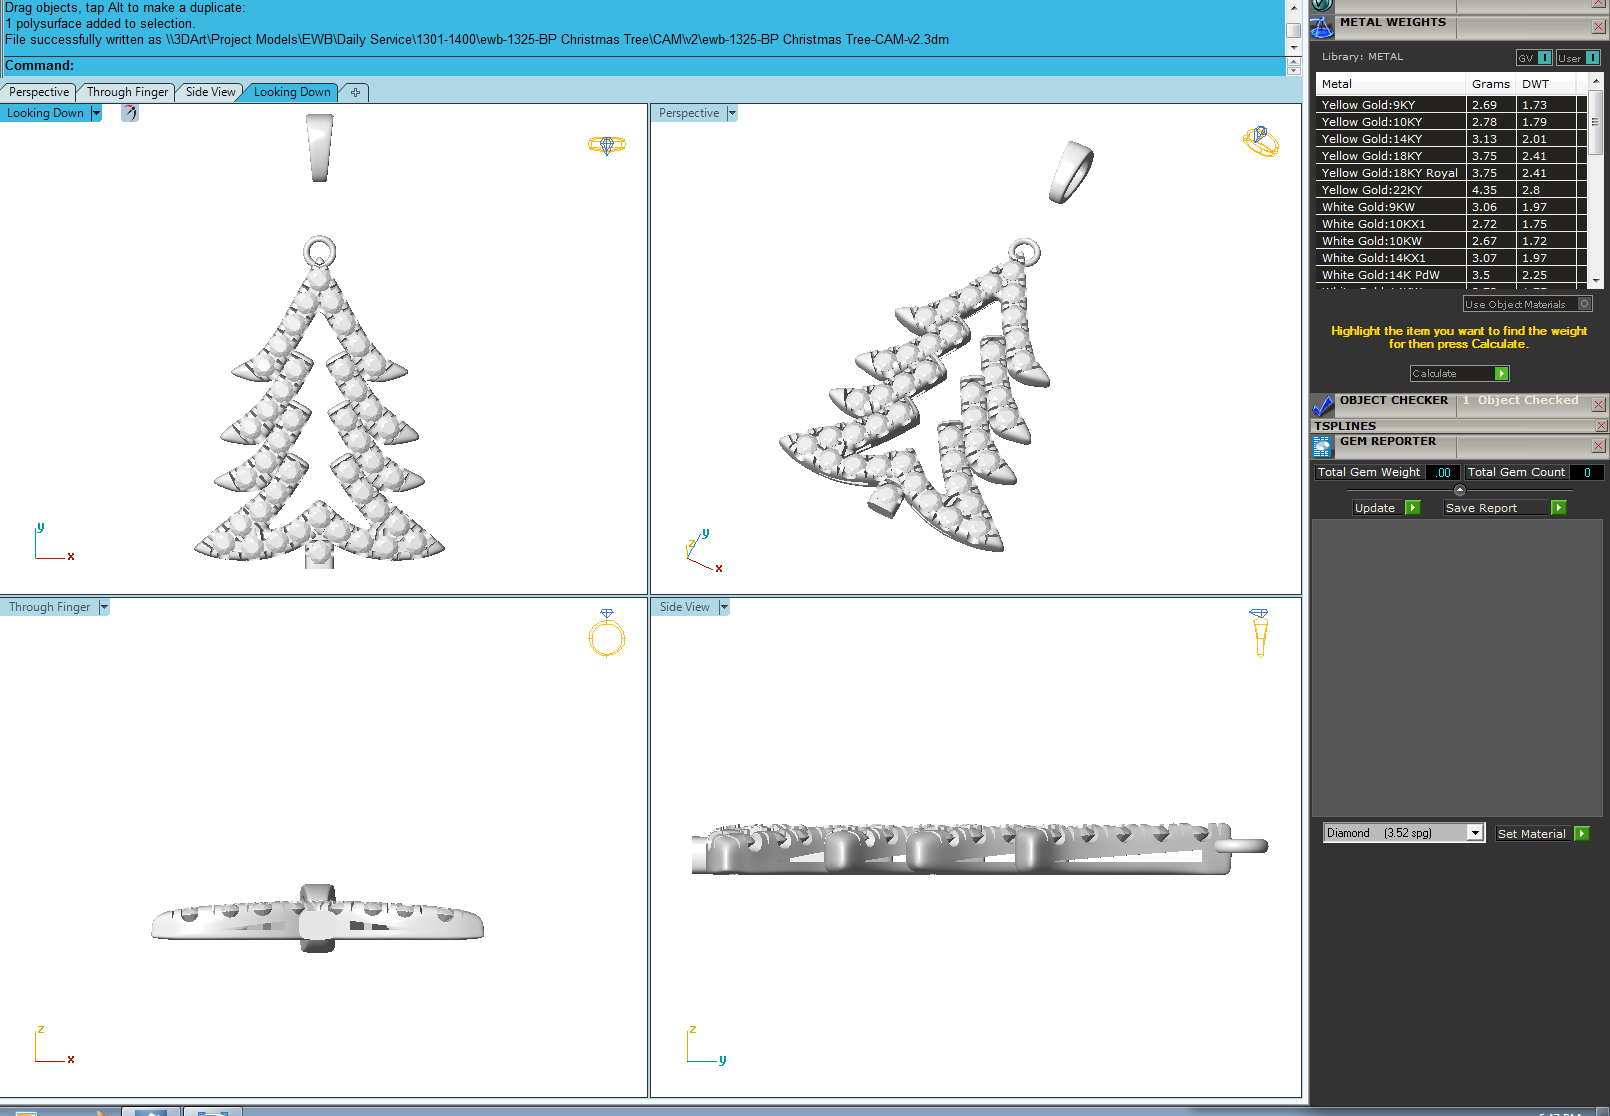 Drag objects, tap Alt to make a duplicate:
1 polysurface added to selection.
File successfully written as \\3DArt\Project Models\EWB\Daily Service\1301-1400\ewb-1325-BP Christmas Tree\CAM\v2\ewb-1325-BP Christmas Tree-CAM-v2.3dm
Command:
Perspective Through Finger Side View Looking Down
Looking Down
Perspective
y
x
y
z
x
Through Finger
Side View
z
x
z
y
METAL WEIGHTS
Library: METAL GV I User I
Metal Grams DWT
Yellow Gold:9KY 2.69 1.73
Yellow Gold:10KY 2.78 1.79
Yellow Gold:14KY 3.13 2.01
Yellow Gold:18KY 3.75 2.41
Yellow Gold:18KY Royal 3.75 2.41
Yellow Gold:22KY 4.35 2.8
White Gold:9KW 3.06 1.97
White Gold:10KX1 2.72 1.75
White Gold:10KW 2.67 1.72
White Gold:14KX1 3.07 1.97
White Gold:14K PdW 3.5 2.25
Use Object Materials O
Highlight the item you want to find the weight
for then press Calculate.
Calculate
OBJECT CHECKER 1 Object Checked
TSPLINES
GEM REPORTER
Total Gem Weight .00 Total Gem Count 0
Update Save Report
Diamond (3.52 spg) Set Material